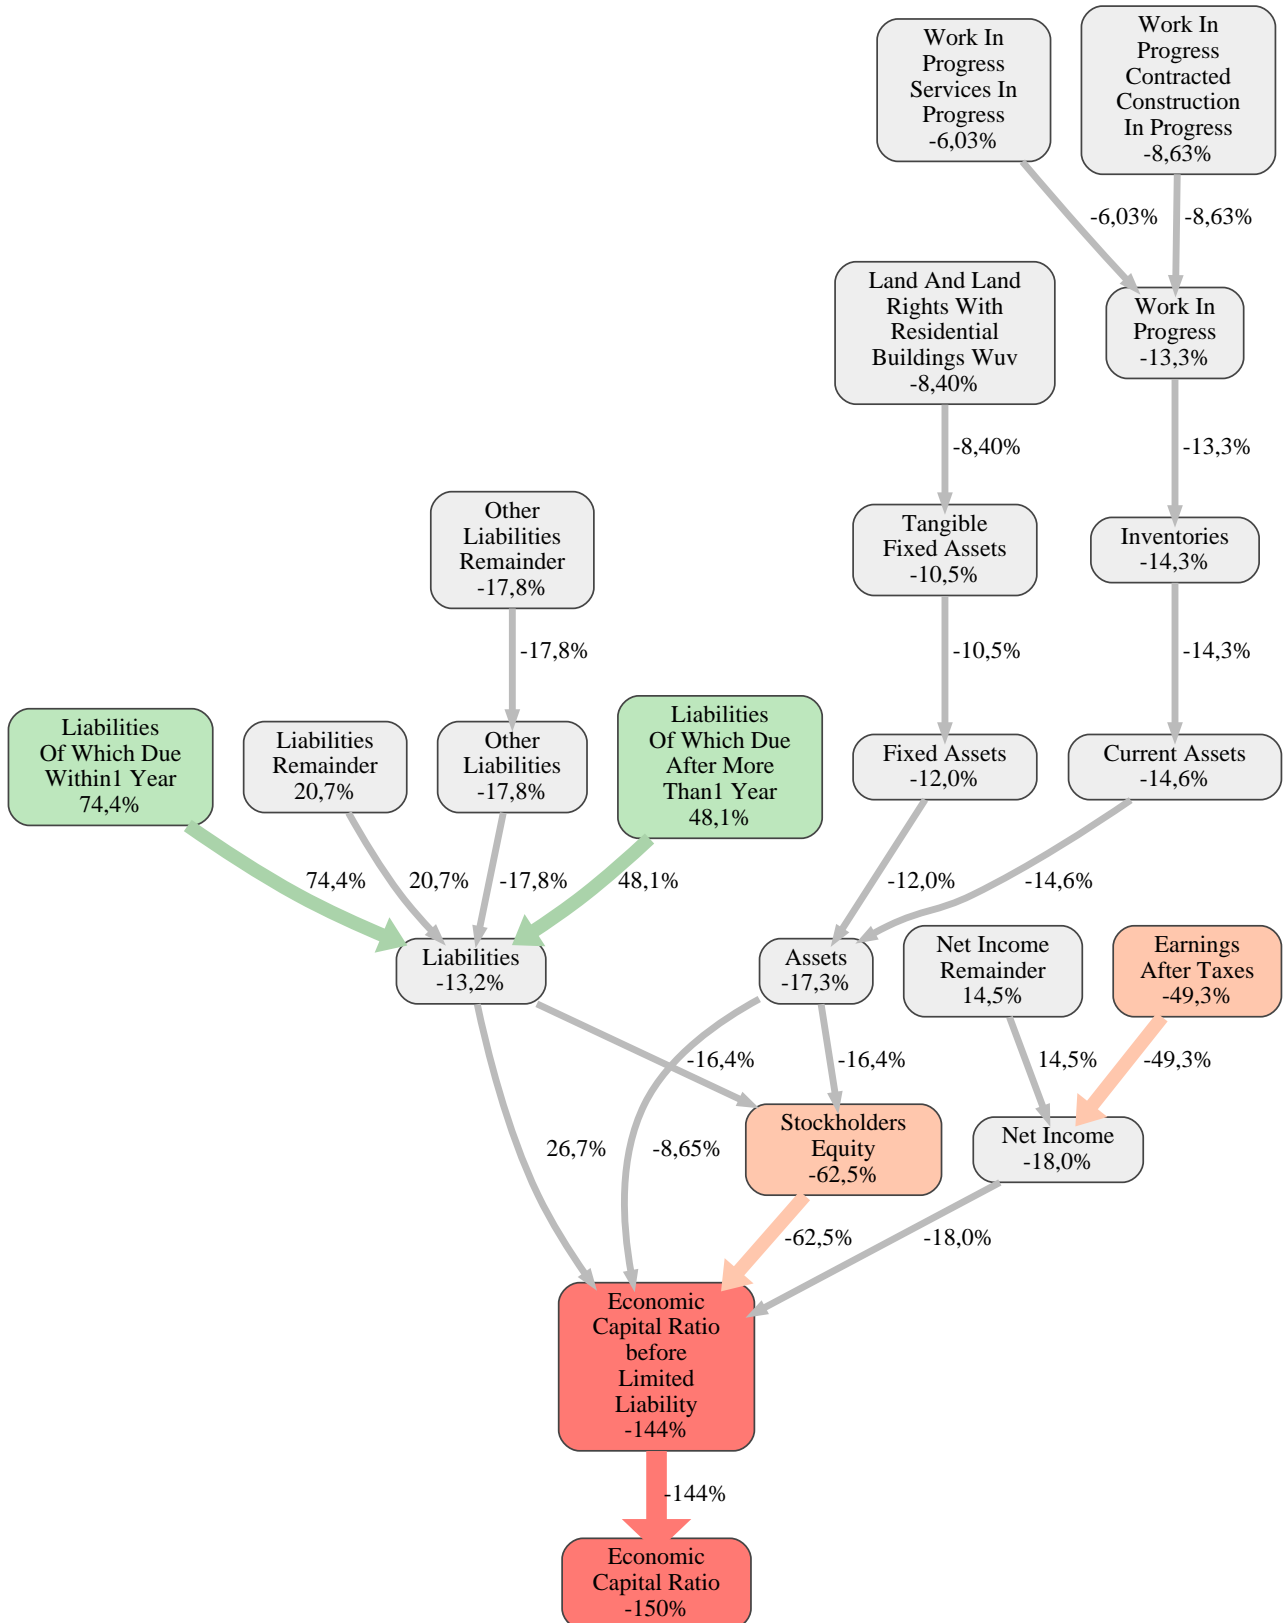 Work In
Progress
Services In
Progress
-6,03%
Work In
Progress
Contracted
Construction
In Progress
-8,63%
-6,03%
-8,63%
Land And Land
Rights With
Residential
Buildings Wuv
-8,40%
Work In
Progress
-13,3%
-8,40%
-13,3%
Other
Liabilities
Remainder
-17,8%
Tangible
Fixed Assets
-10,5%
Inventories
-14,3%
-17,8%
-10,5%
-14,3%
Liabilities
Of Which Due
Within1 Year
74,4%
Liabilities
Remainder
20,7%
Other
Liabilities
-17,8%
Liabilities
Of Which Due
After More
Than1 Year
48,1%
Fixed Assets
-12,0%
Current Assets
-14,6%
74,4%
20,7%
-17,8%
48,1%
-12,0%
-14,6%
Liabilities
-13,2%
Assets
-17,3%
Net Income
Remainder
14,5%
Earnings
After Taxes
-49,3%
-16,4%
-16,4%
14,5%
-49,3%
26,7%
-8,65%
Stockholders
Equity
-62,5%
Net Income
-18,0%
-62,5%
-18,0%
Economic
Capital Ratio
before
Limited
Liability
-144%
-144%
Economic
Capital Ratio
-150%